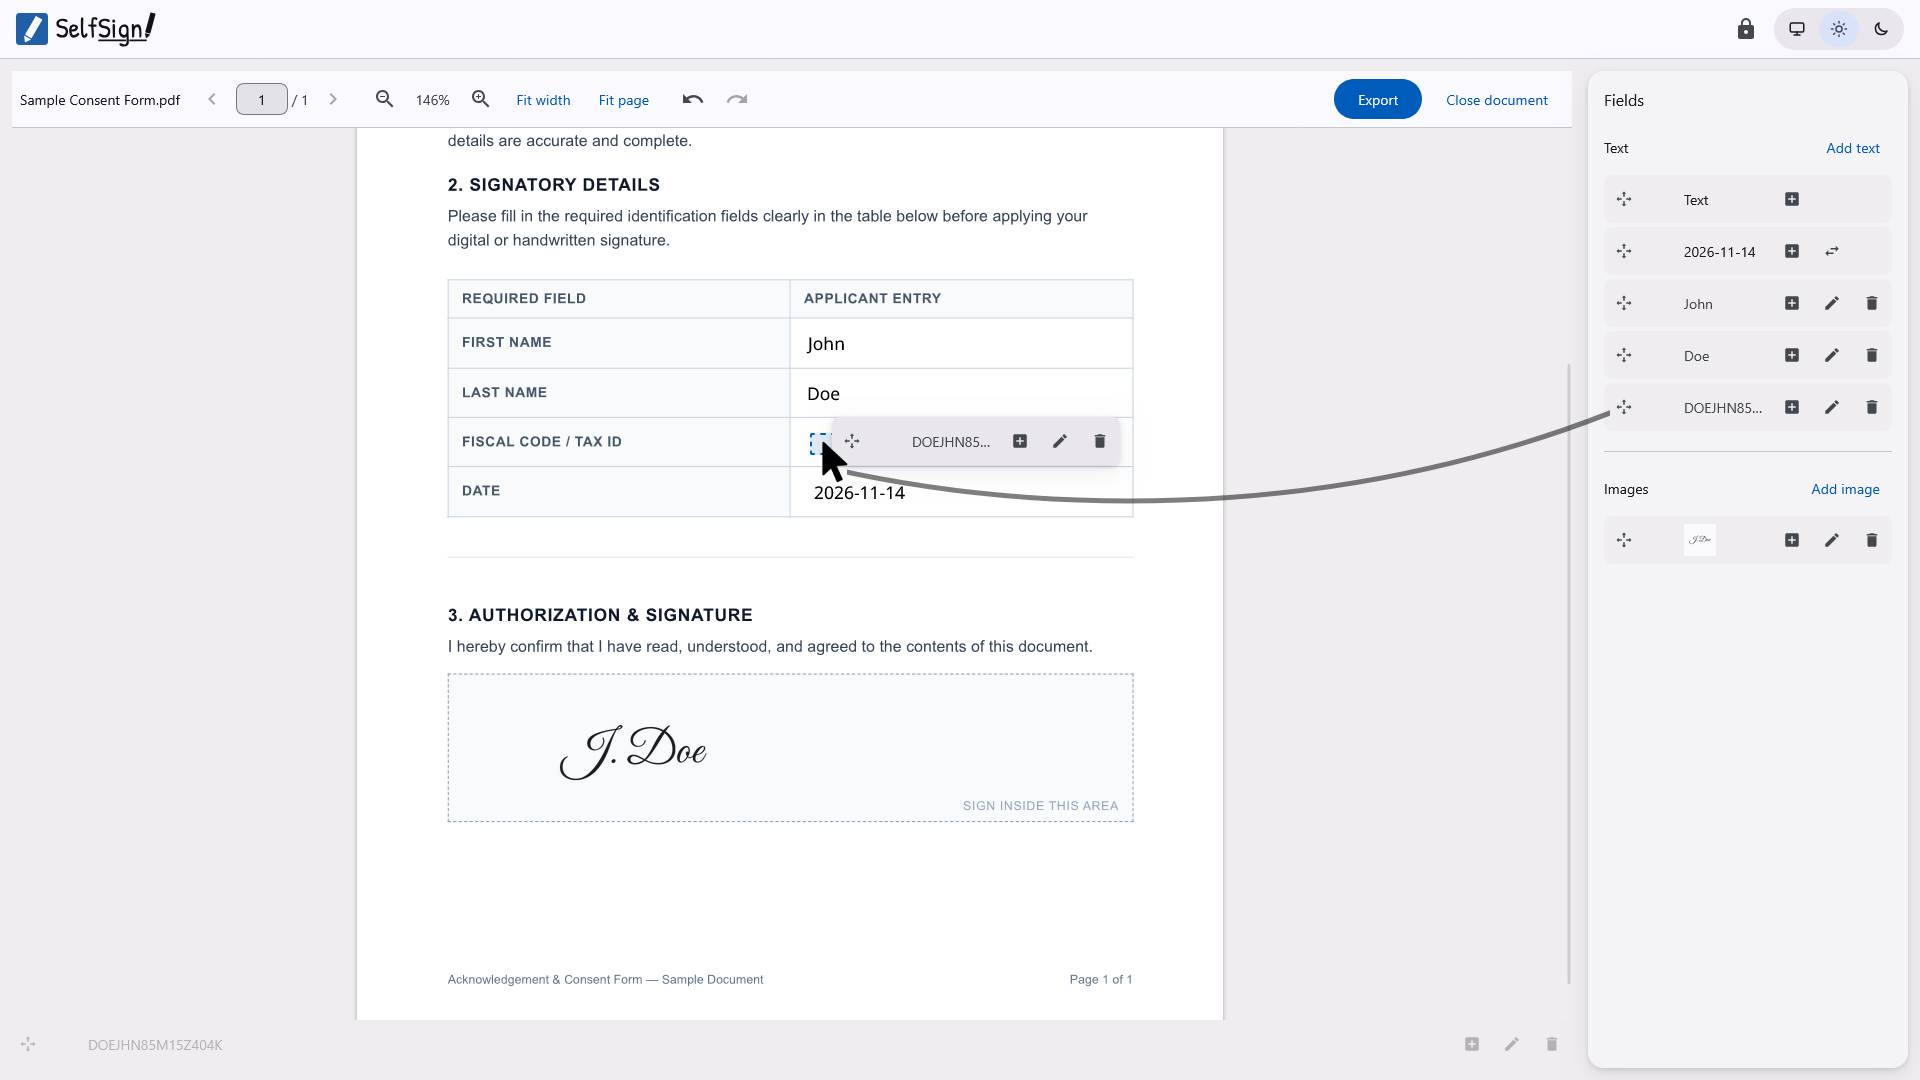 SelfSign!
Sample Consent Form.pdf
1 / 1
146%
Fit width
Fit page
Export
Close document
details are accurate and complete.
2. SIGNATORY DETAILS
Please fill in the required identification fields clearly in the table below before applying your
digital or handwritten signature.
REQUIRED FIELD APPLICANT ENTRY
FIRST NAME John
LAST NAME Doe
FISCAL CODE / TAX ID DOEJHN85...
DATE 2026-11-14
3. AUTHORIZATION & SIGNATURE
I hereby confirm that I have read, understood, and agreed to the contents of this document.
J. Doe
SIGN INSIDE THIS AREA
Acknowledgement & Consent Form — Sample Document Page 1 of 1
DOEJHN85M15Z404K
Fields
Text Add text
Text
2026-11-14
John
Doe
DOEJHN85...
Images Add image
J. Doe